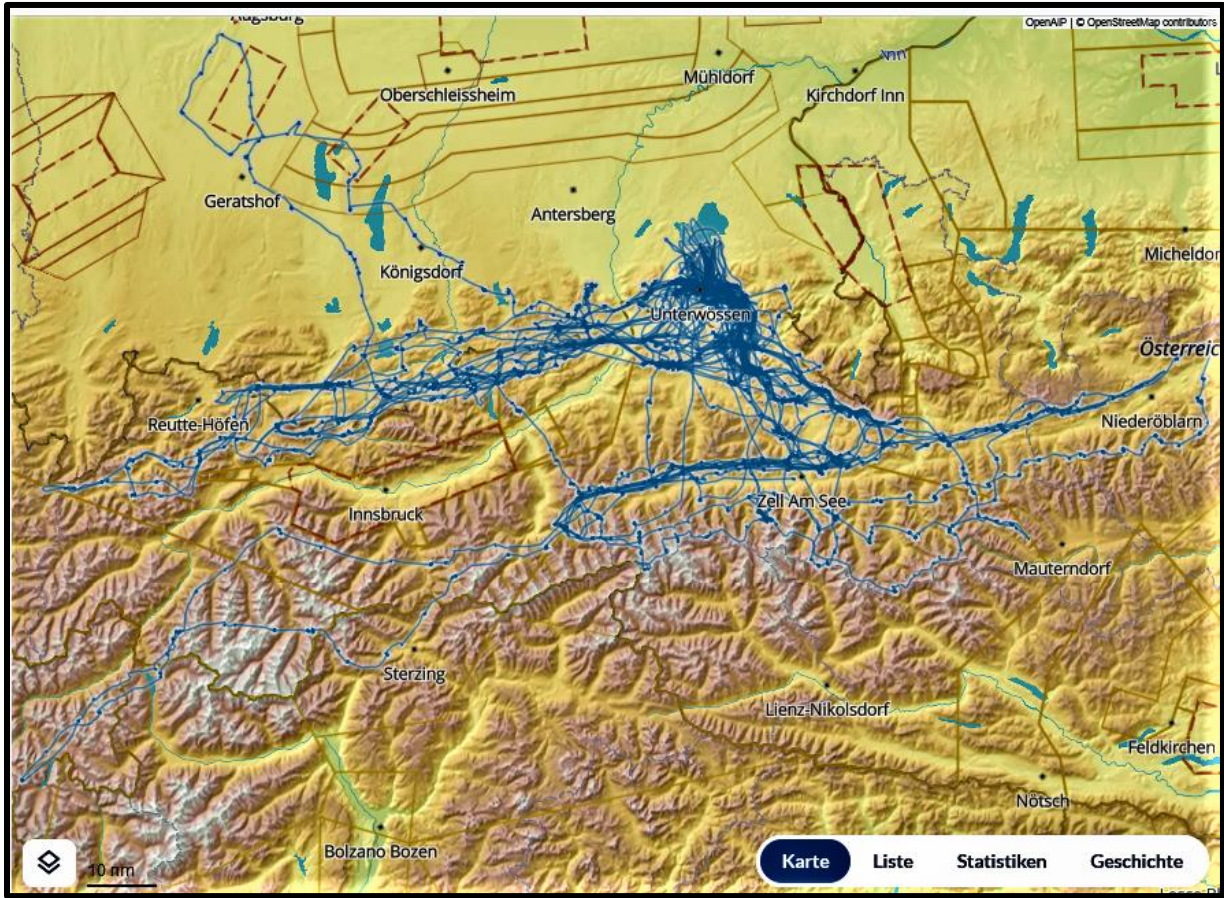 Augsburg
OpenAIP | © OpenStreetMap contributors
Inn
Mühldorf
Oberschleissheim
Kirchdorf Inn
Geratshof
Antersberg
Micheldor
Königsdorf
Unterwössen
Österreic
Reutte-Höfen
Niederöblarn
Zell Am See
Innsbruck
Mauterndorf
Sterzing
Lienz-Nikolsdorf
Feldkirchen
Nötsch
Bolzano Bozen
10 nm
Karte Liste Statistiken Geschichte